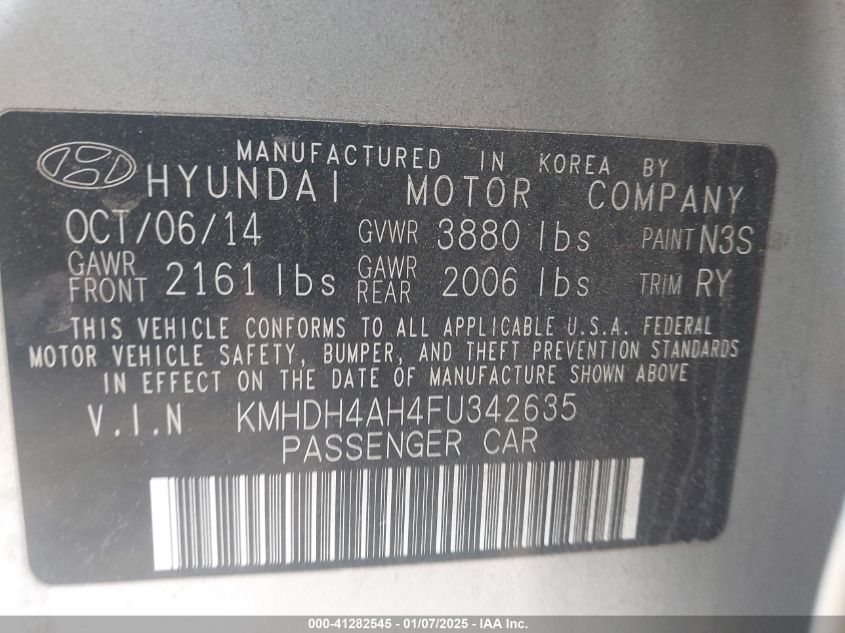 MANUFACTURED IN KOREA BY
HYUNDAI MOTOR COMPANY
OCT/06/14 GVWR 3880 lbs PAINT N3S
GAWR FRONT 2161 lbs GAWR REAR 2006 lbs TRIM RY
THIS VEHICLE CONFORMS TO ALL APPLICABLE U.S.A. FEDERAL
MOTOR VEHICLE SAFETY, BUMPER, AND THEFT PREVENTION STANDARDS
IN EFFECT ON THE DATE OF MANUFACTURE SHOWN ABOVE
V.I.N KMHDH4AH4FU342635
PASSENGER CAR
000-41282545 - 01/07/2025 - IAA Inc.